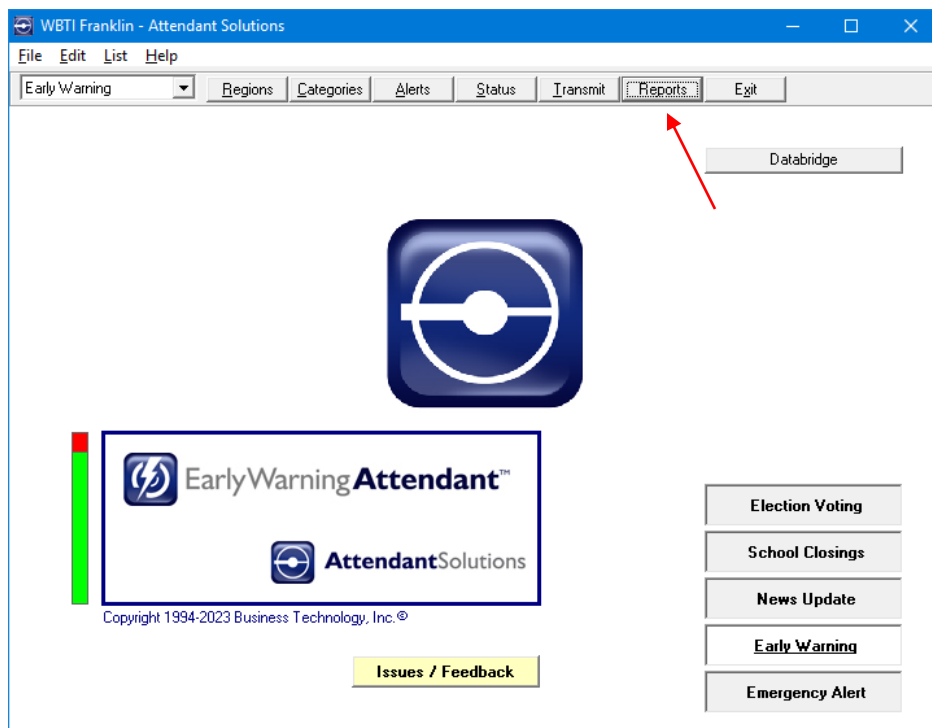 WBTI Franklin - Attendant Solutions
File Edit List Help
Early Warning Regions Categories Alerts Status Transmit Reports Exit
Databridge
EarlyWarningAttendant™
AttendantSolutions
Copyright 1994-2023 Business Technology, Inc.©
Issues / Feedback
Election Voting
School Closings
News Update
Early Warning
Emergency Alert